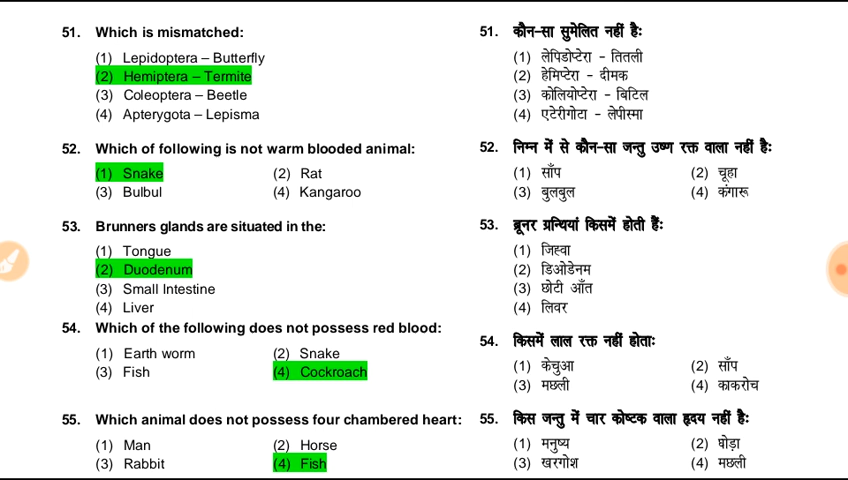 51. Which is mismatched:
(1) Lepidoptera – Butterfly
(2) Hemiptera – Termite
(3) Coleoptera – Beetle
(4) Apterygota – Lepisma
52. Which of following is not warm blooded animal:
(1) Snake (2) Rat
(3) Bulbul (4) Kangaroo
53. Brunners glands are situated in the:
(1) Tongue
(2) Duodenum
(3) Small Intestine
(4) Liver
54. Which of the following does not possess red blood:
(1) Earth worm (2) Snake
(3) Fish (4) Cockroach
55. Which animal does not possess four chambered heart:
(1) Man (2) Horse
(3) Rabbit (4) Fish
51. कौन-सा सुमेलित नहीं है:
(1) लेपिडोप्टेरा - तितली
(2) हेमिप्टेरा - दीमक
(3) कोलियोप्टेरा - बिटिल
(4) एटेरीगोटा - लेपीस्मा
52. निम्न में से कौन-सा जन्तु उष्ण रक्त वाला नहीं है:
(1) साँप (2) चूहा
(3) बुलबुल (4) कंगारू
53. ब्रूनर ग्रन्थियां किसमें होती हैं:
(1) जिह्वा
(2) डिओडेनम
(3) छोटी आँत
(4) लिवर
54. किसमें लाल रक्त नहीं होता:
(1) केचुआ (2) साँप
(3) मछली (4) काकरोच
55. किस जन्तु में चार कोष्टक वाला हृदय नहीं है:
(1) मनुष्य (2) घोड़ा
(3) खरगोश (4) मछली